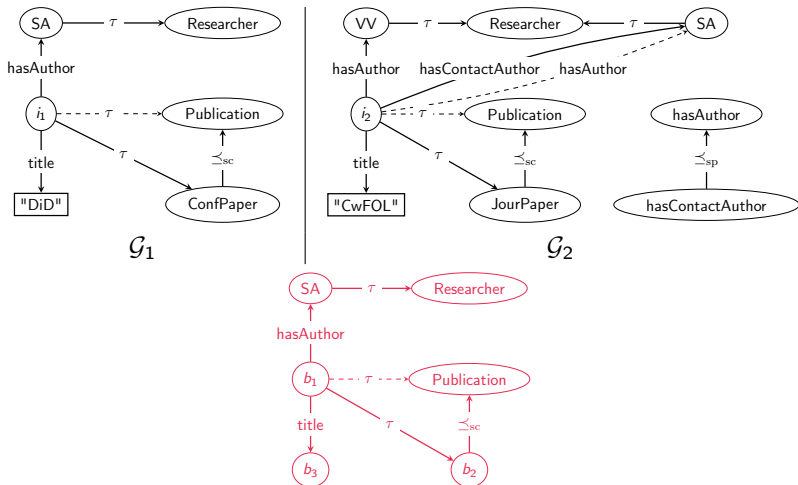 SA τ Researcher
VV τ Researcher τ SA
hasAuthor
hasAuthor hasContactAuthor hasAuthor
i₁ τ Publication
i₂ τ Publication hasAuthor
title τ ⪯sc
title τ ⪯sc ⪯sp
"DiD" ConfPaper
"CwFOL" JourPaper hasContactAuthor
𝒢₁ 𝒢₂
SA τ Researcher
hasAuthor
b₁ τ Publication
title τ ⪯sc
b₃ b₂